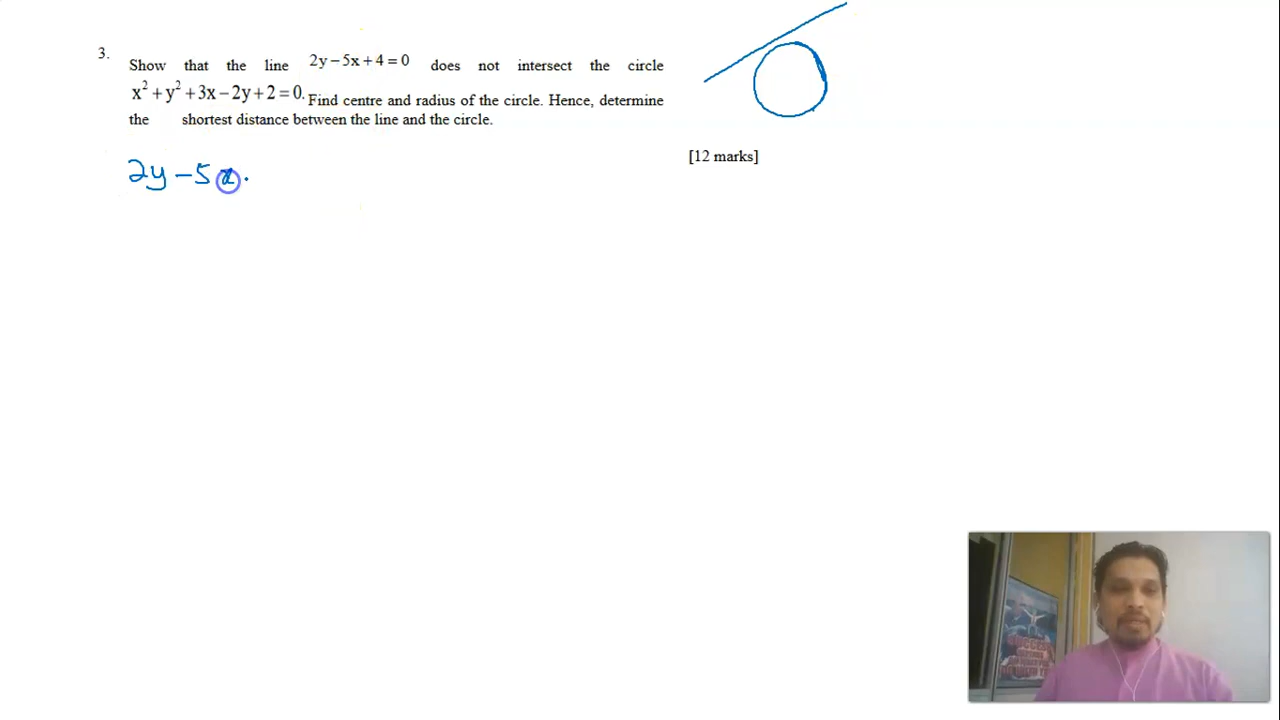 3. Show that the line 2y − 5x + 4 = 0 does not intersect the circle
x² + y² + 3x − 2y + 2 = 0. Find centre and radius of the circle. Hence, determine
the shortest distance between the line and the circle.
[12 marks]
2y − 5x
SUCCESS